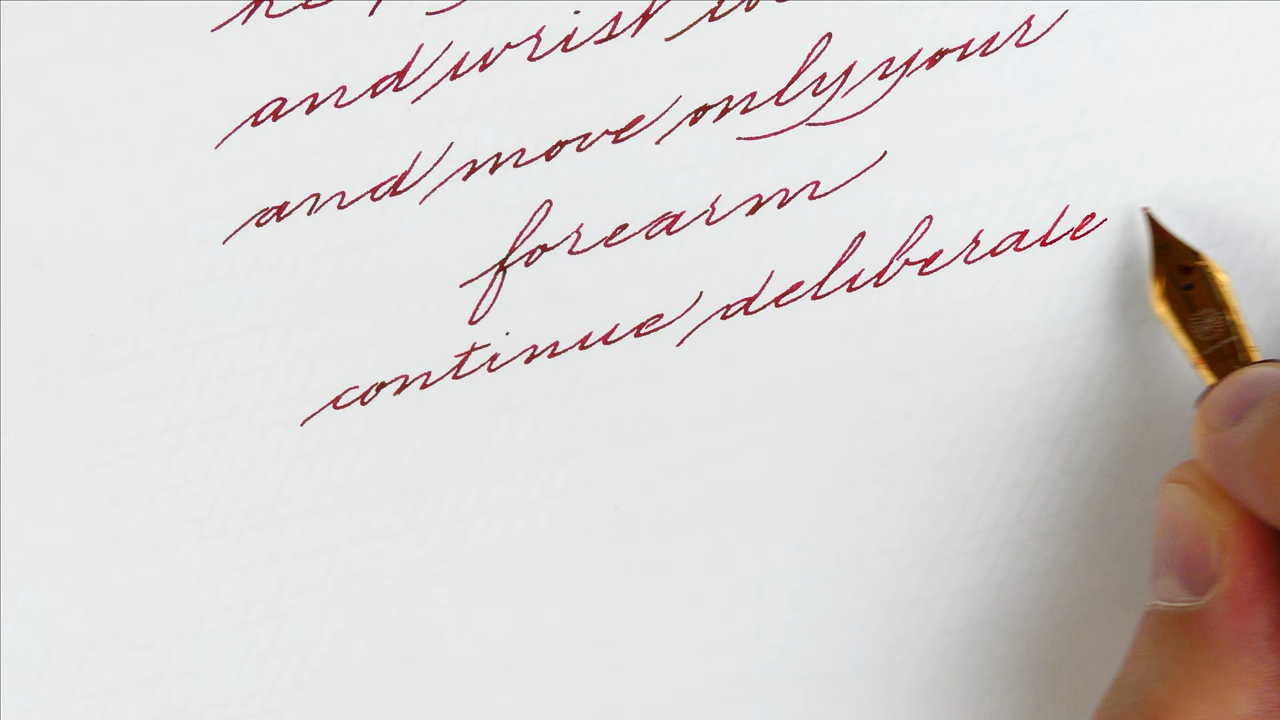 and wrist
and move only your
forearm
continue deliberate